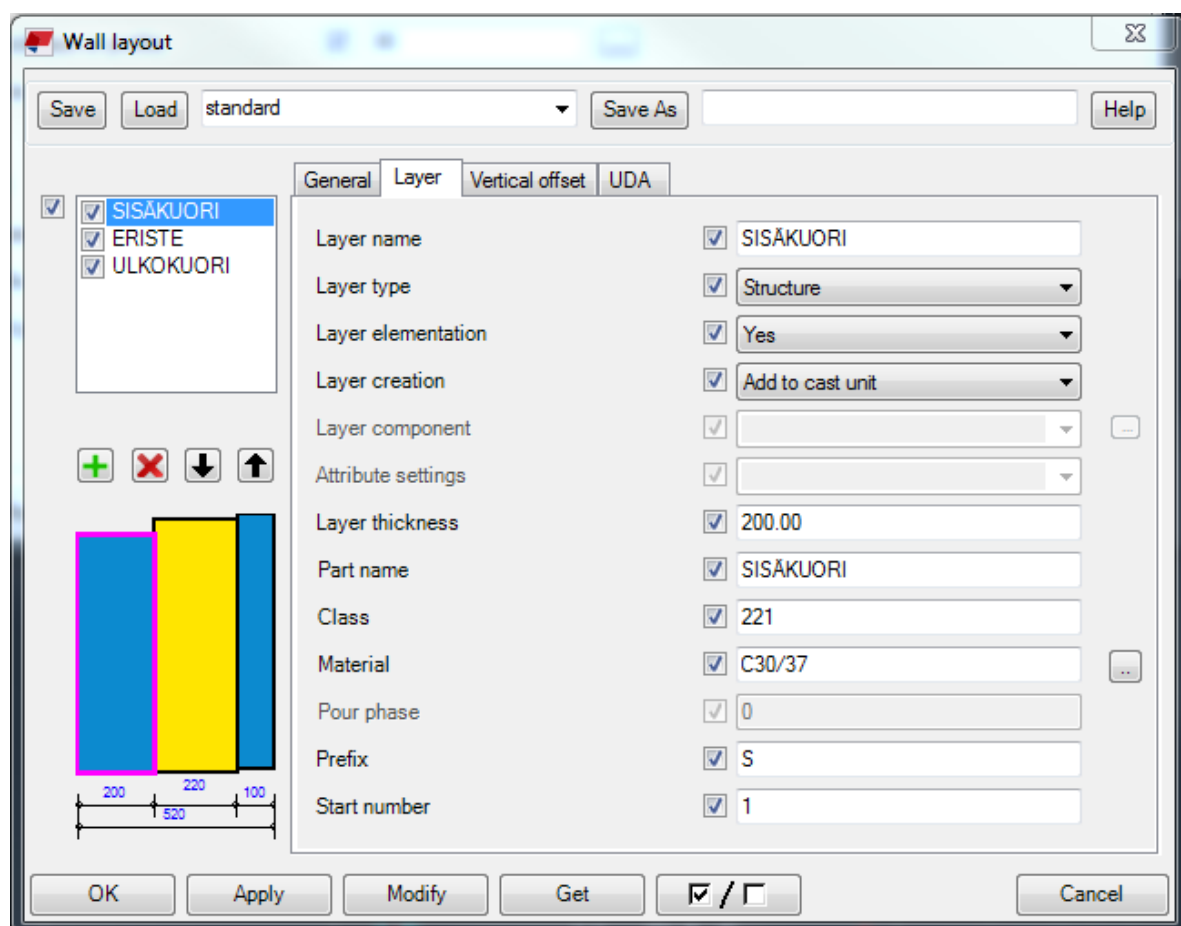 Wall layout
Save Load standard Save As Help
General Layer Vertical offset UDA
SISÄKUORI
ERISTE
ULKOKUORI
Layer name SISÄKUORI
Layer type Structure
Layer elementation Yes
Layer creation Add to cast unit
Layer component ...
Attribute settings
Layer thickness 200.00
Part name SISÄKUORI
Class 221
Material C30/37 ..
Pour phase 0
Prefix S
Start number 1
200 220 100
520
OK Apply Modify Get / Cancel